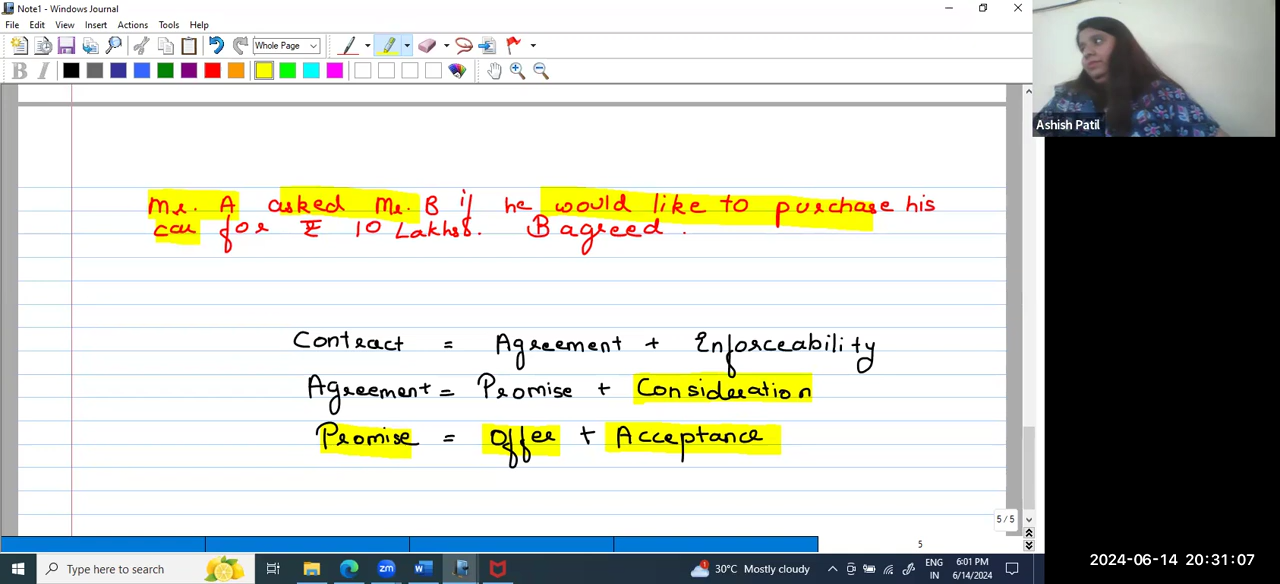 Note1 - Windows Journal
File Edit View Insert Actions Tools Help
Whole Page
B I
Ashish Patil
Mr. A asked Mr. B if he would like to purchase his
car for ₹ 10 Lakhs. B agreed.
Contract = Agreement + Enforceability
Agreement = Promise + Consideration
Promise = Offer + Acceptance
5 / 5
5
Type here to search
zm
W
30°C Mostly cloudy
ENG
IN
6:01 PM
6/14/2024
2024-06-14 20:31:07